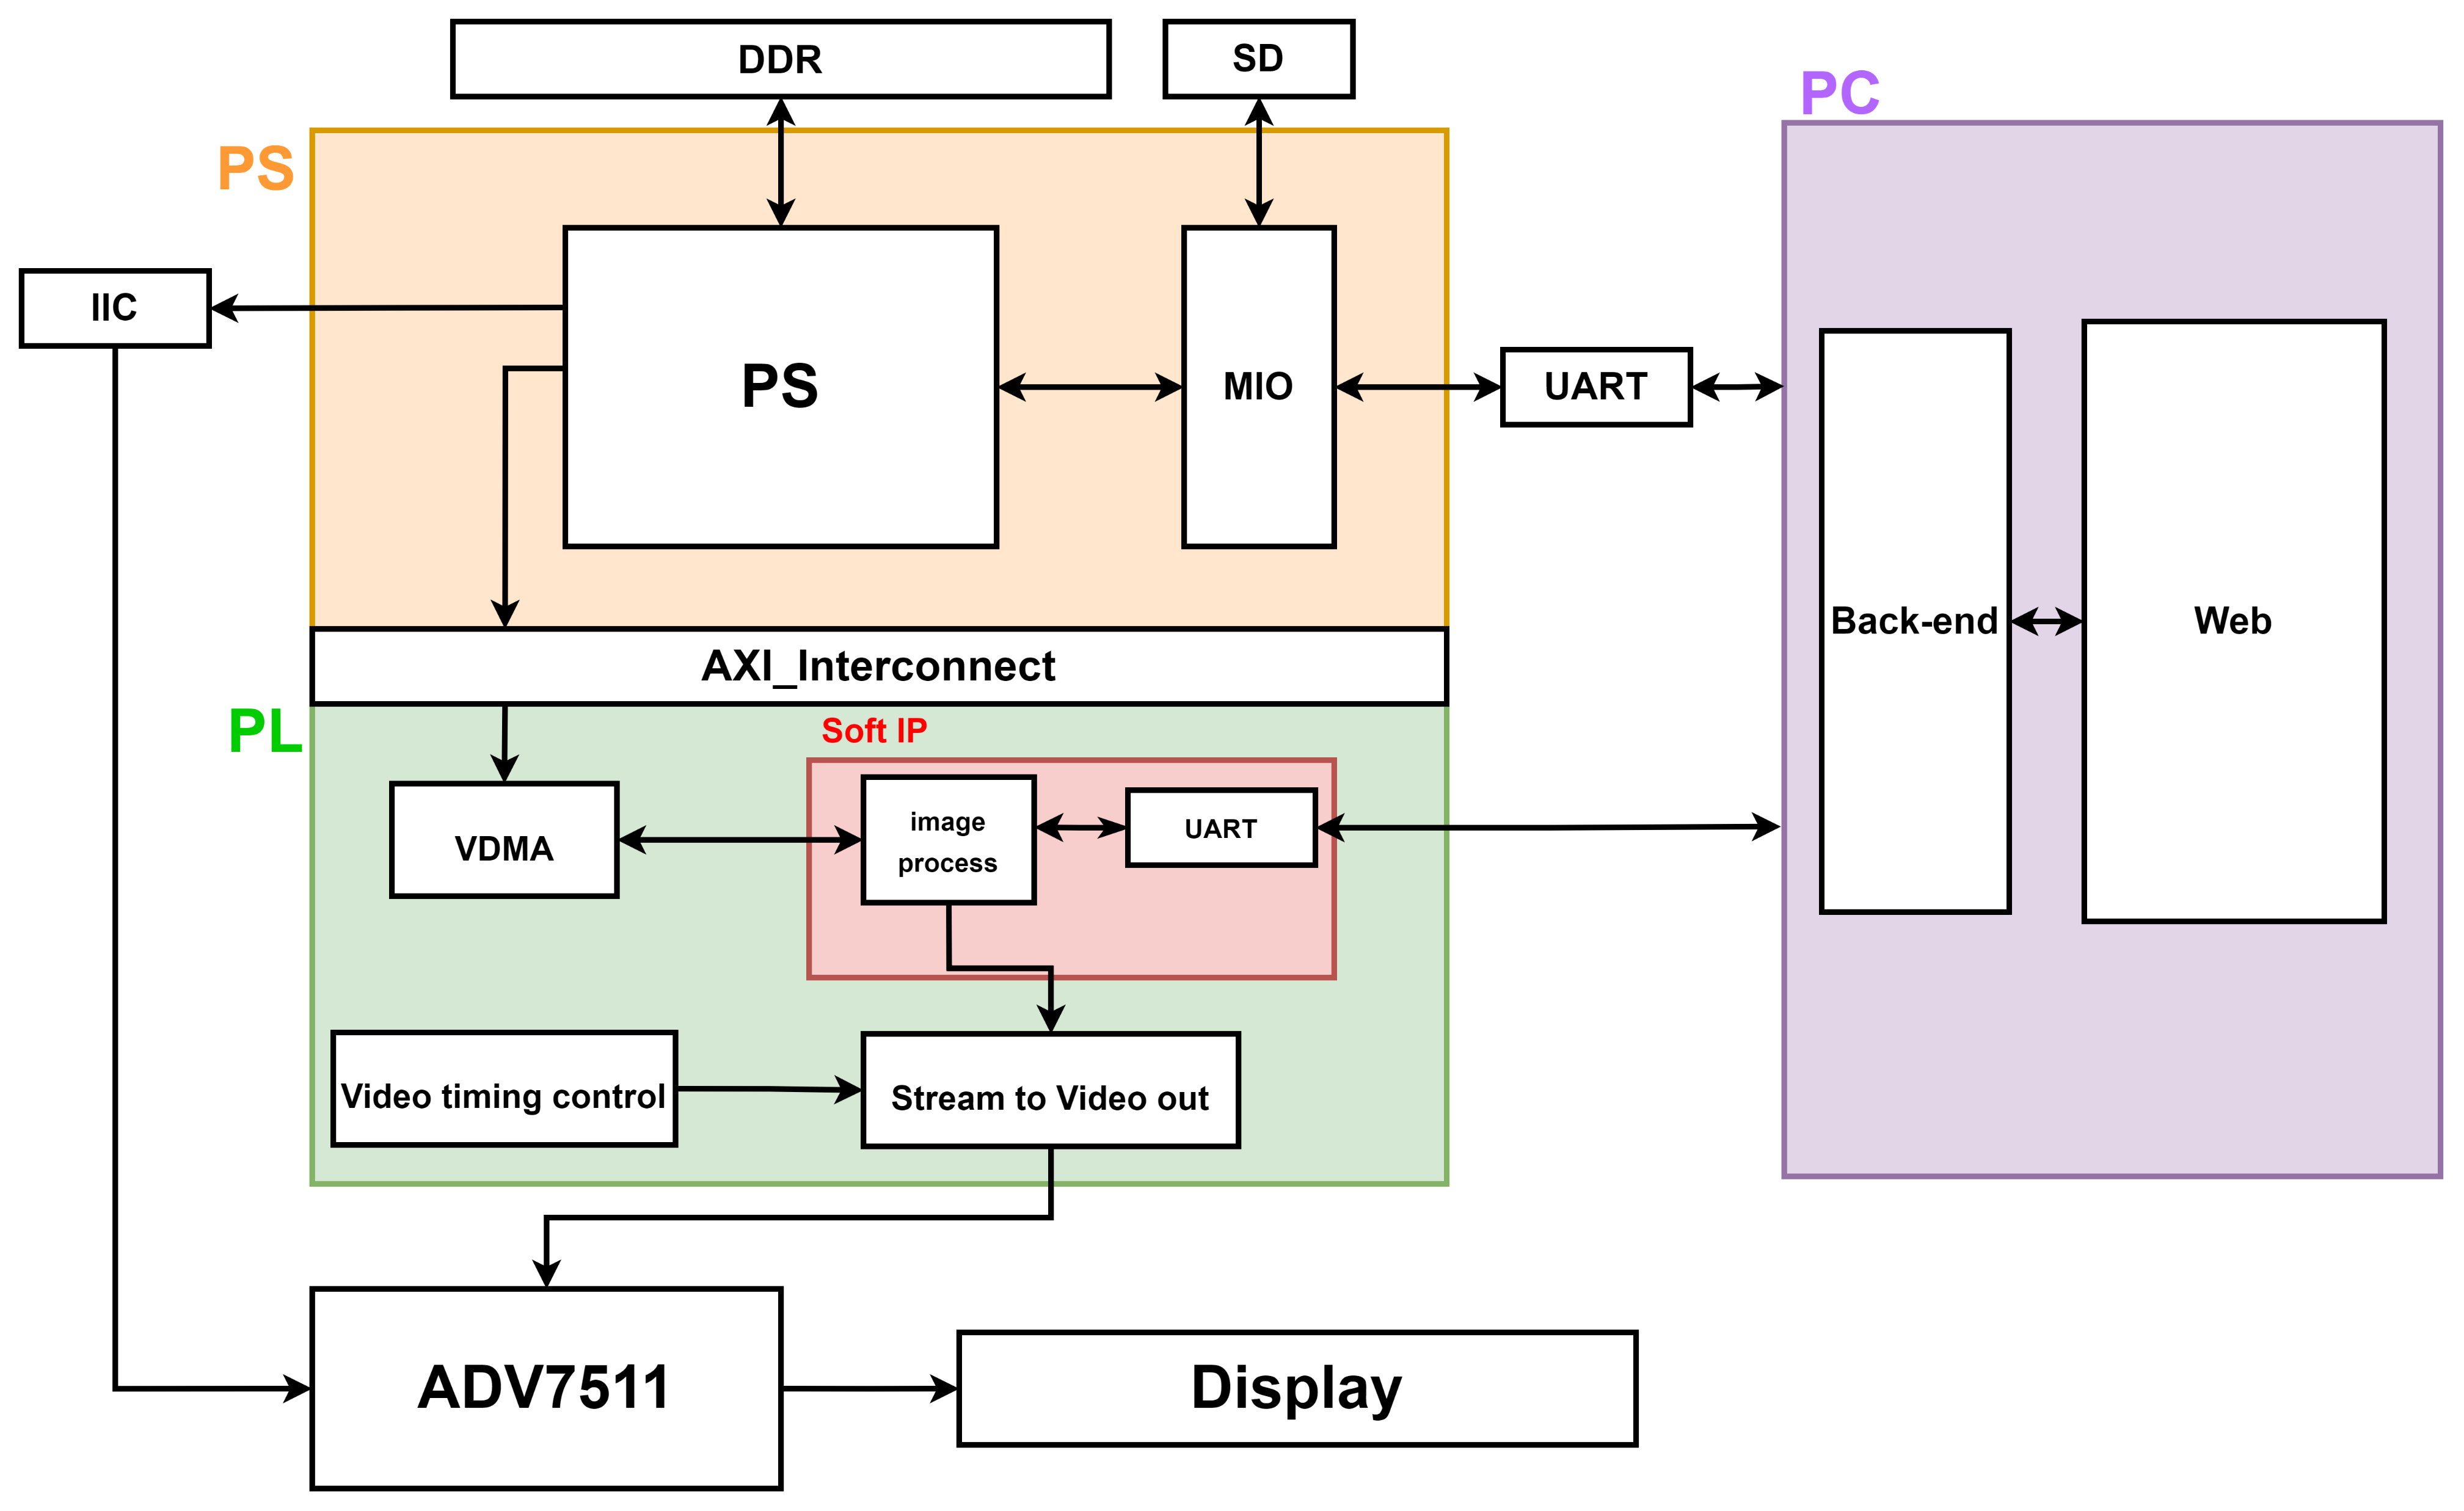 DDR
SD
PC
PS
IIC
PS
MIO
UART
Back-end
Web
AXI_Interconnect
PL
Soft IP
VDMA
image
process
UART
Video timing control
Stream to Video out
ADV7511
Display